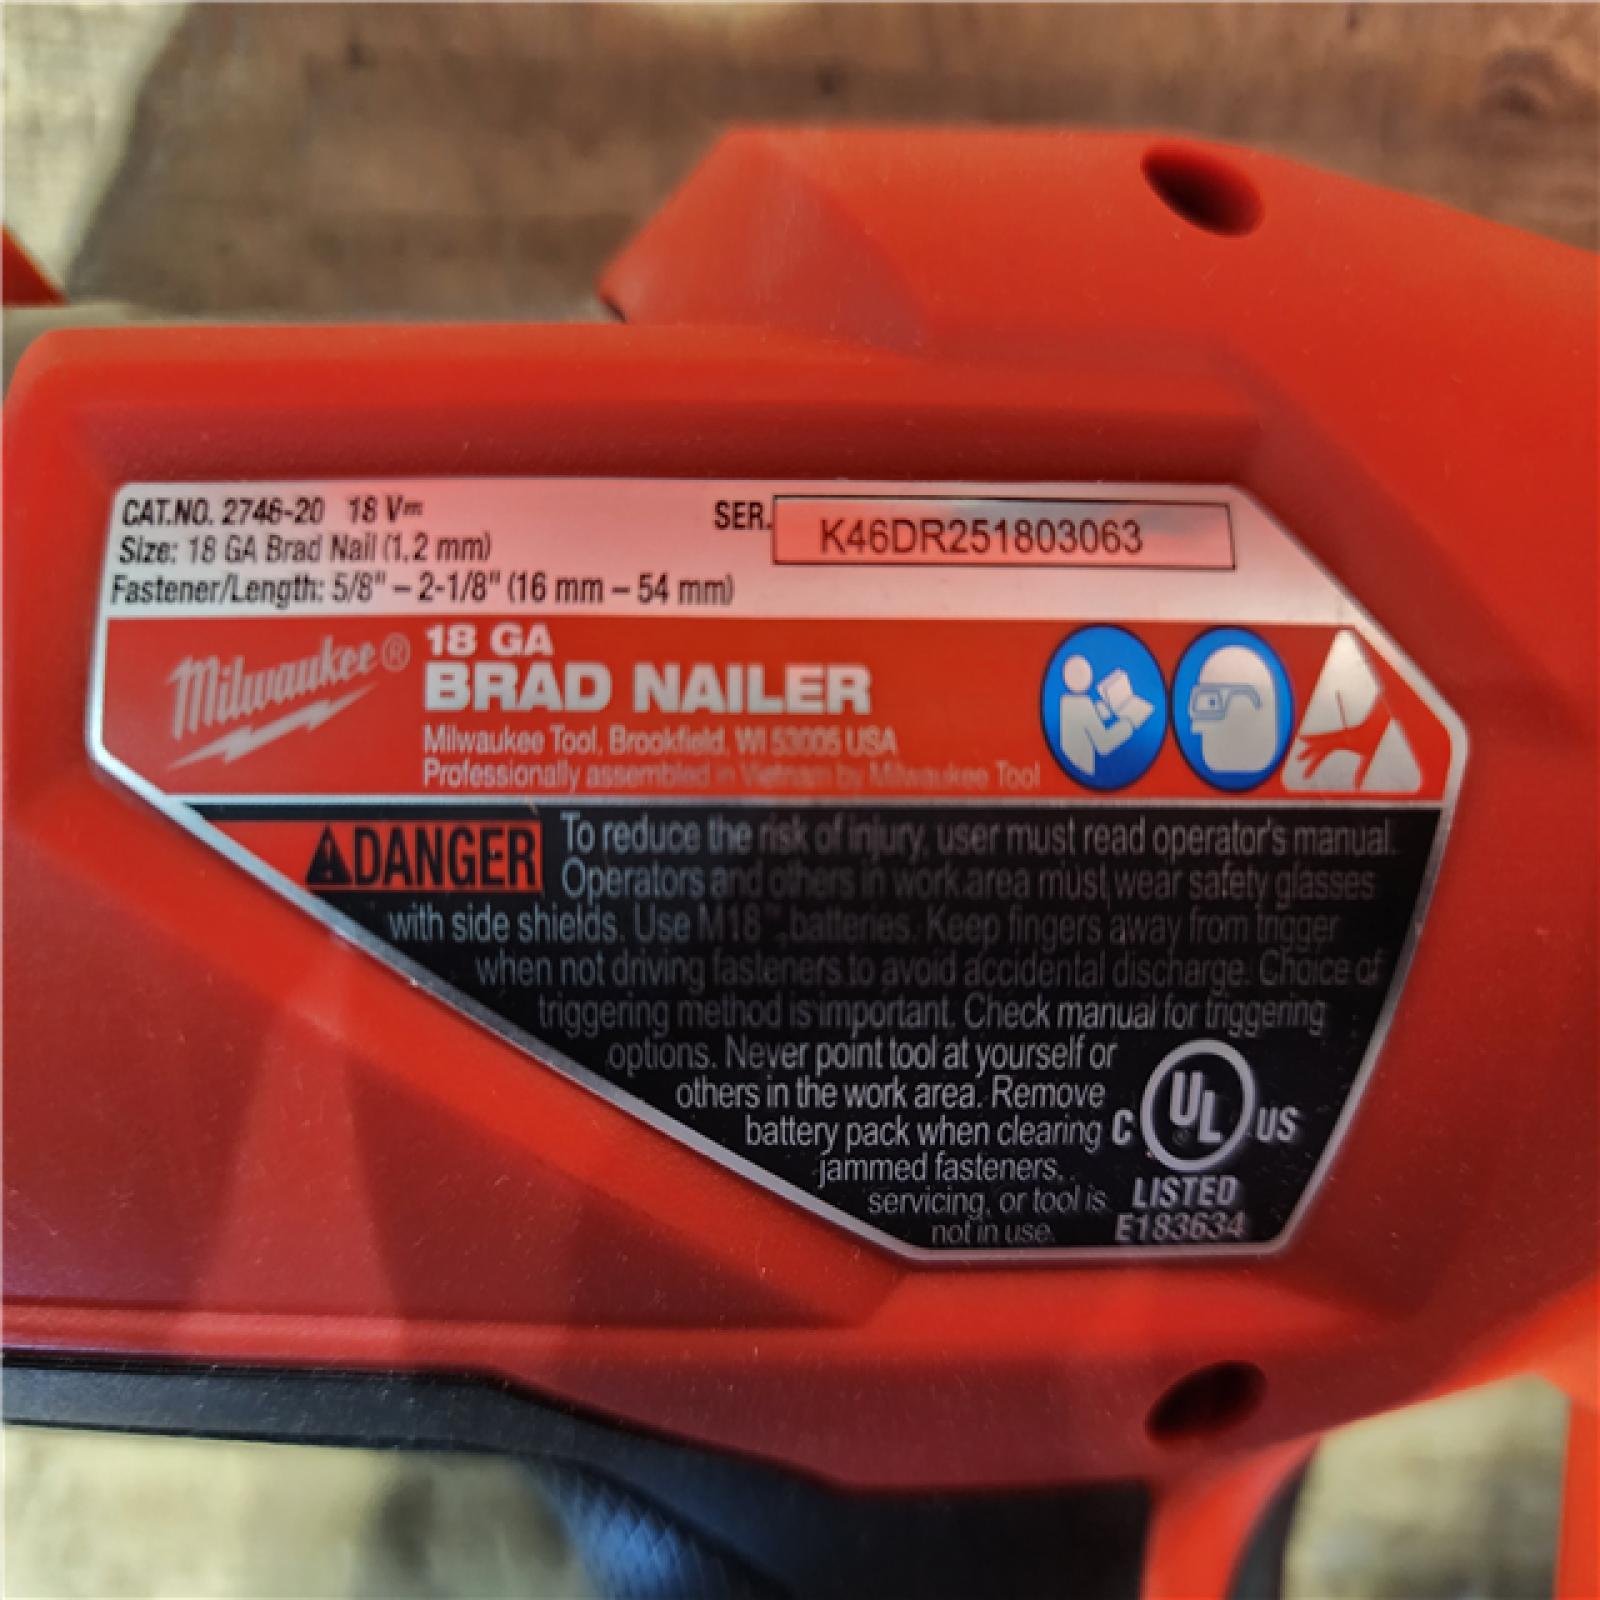 CAT.NO. 2746-20 18 V⎓
SER. K46DR251803063
Size: 18 GA Brad Nail (1,2 mm)
Fastener/Length: 5/8" – 2-1/8" (16 mm – 54 mm)
Milwaukee®
18 GA
BRAD NAILER
Milwaukee Tool, Brookfield, WI 53005 USA
Professionally assembled in Vietnam by Milwaukee Tool
DANGER To reduce the risk of injury, user must read operator's manual.
Operators and others in work area must wear safety glasses
with side shields. Use M18™ batteries. Keep fingers away from trigger
when not driving fasteners to avoid accidental discharge. Choice of
triggering method is important. Check manual for triggering
options. Never point tool at yourself or
others in the work area. Remove
battery pack when clearing
jammed fasteners,
servicing, or tool is
not in use.
C UL US
LISTED
E183634